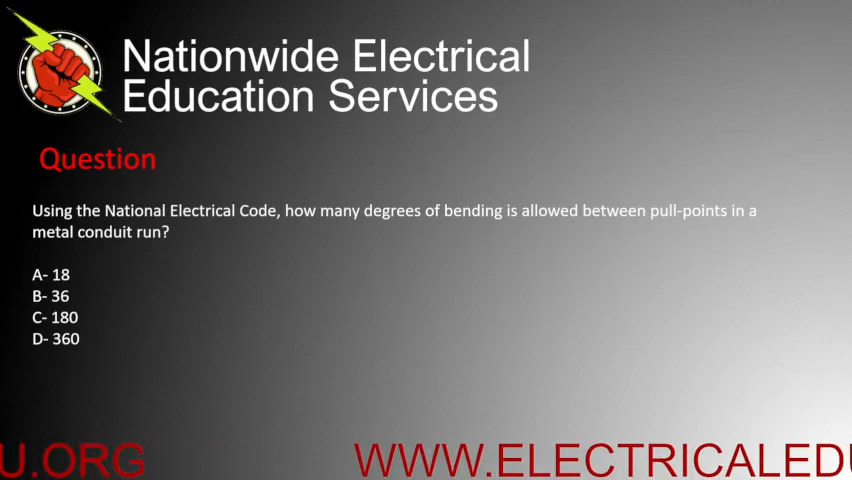 Nationwide Electrical
Education Services
Question
Using the National Electrical Code, how many degrees of bending is allowed between pull-points in a
metal conduit run?
A- 18
B- 36
C- 180
D- 360
U.ORG WWW.ELECTRICALEDU